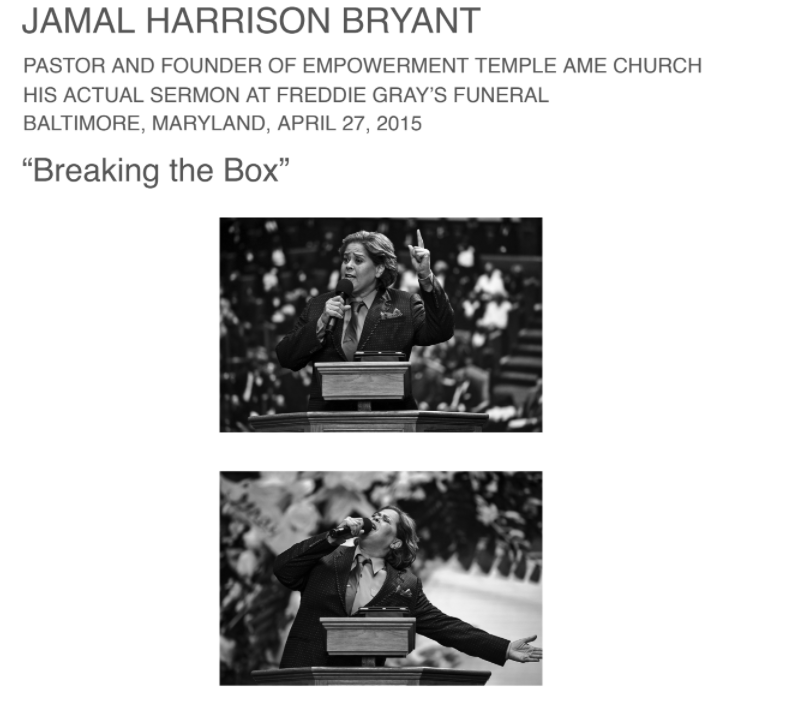 JAMAL HARRISON BRYANT
PASTOR AND FOUNDER OF EMPOWERMENT TEMPLE AME CHURCH
HIS ACTUAL SERMON AT FREDDIE GRAY’S FUNERAL
BALTIMORE, MARYLAND, APRIL 27, 2015
“Breaking the Box”